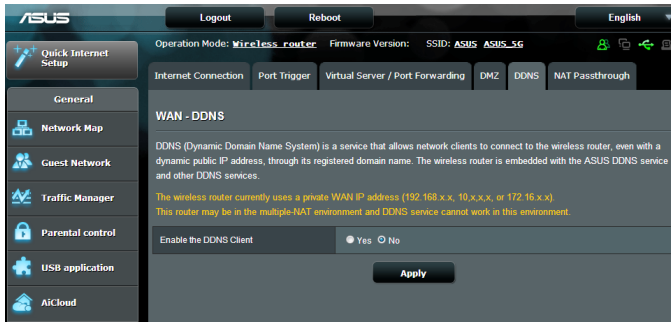 ASUS
Logout
Reboot
English
Quick Internet
Setup
Operation Mode: Wireless router Firmware Version: SSID: ASUS ASUS_5G
Internet Connection
Port Trigger
Virtual Server / Port Forwarding
DMZ
DDNS
NAT Passthrough
General
Network Map
Guest Network
Traffic Manager
Parental control
USB application
AiCloud
WAN - DDNS
DDNS (Dynamic Domain Name System) is a service that allows network clients to connect to the wireless router, even with a
dynamic public IP address, through its registered domain name. The wireless router is embedded with the ASUS DDNS service
and other DDNS services.
The wireless router currently uses a private WAN IP address (192.168.x.x, 10,x,x,x, or 172.16.x.x).
This router may be in the multiple-NAT environment and DDNS service cannot work in this environment.
Enable the DDNS Client
Yes No
Apply